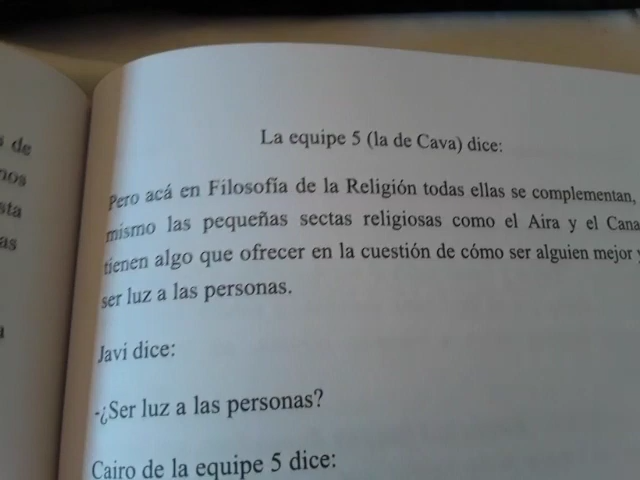 de
La equipe 5 (la de Cava) dice:
Pero acá en Filosofía de la Religión todas ellas se complementan,
mismo las pequeñas sectas religiosas como el Aira y el Cana
tienen algo que ofrecer en la cuestión de cómo ser alguien mejor y
ser luz a las personas.
Javi dice:
-¿Ser luz a las personas?
Cairo de la equipe 5 dice: